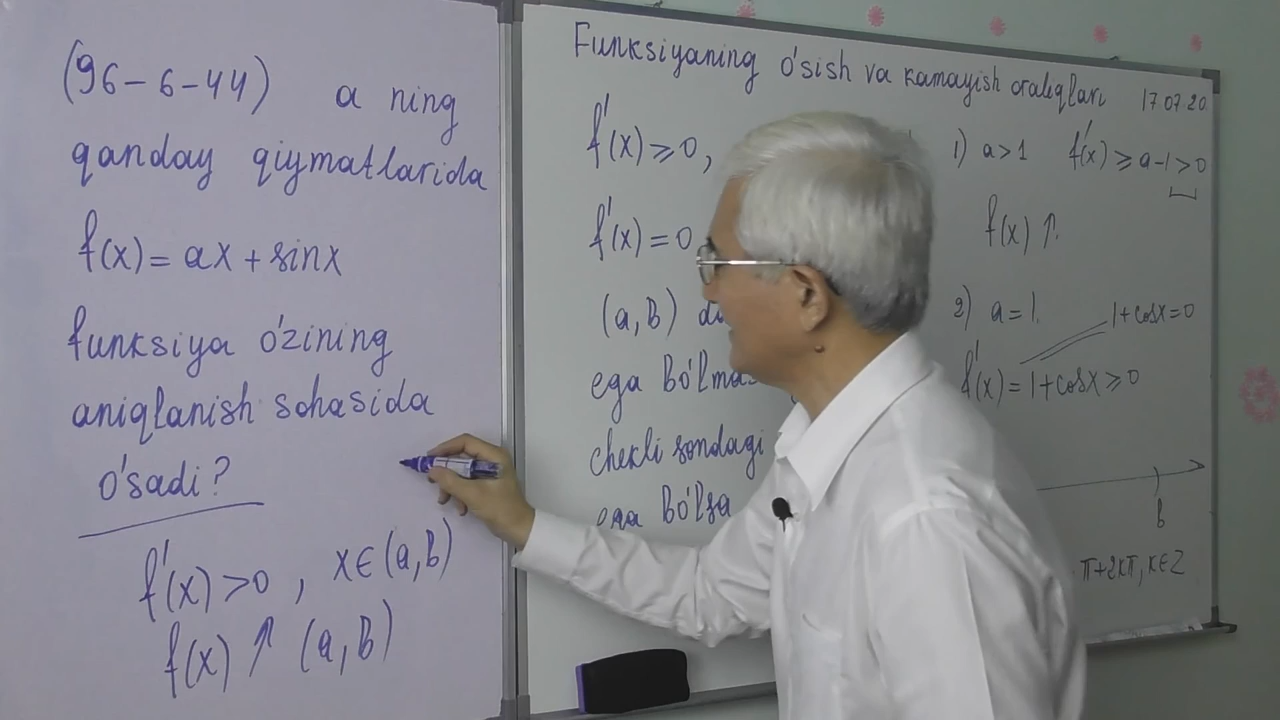 (96-6-44) a ning
qanday qiymatlarida
f(x)= ax + sinx
funksiya o'zining
aniqlanish sohasida
o'sadi?
f'(x) >0 , x∈(a,b)
f(x) ↑ (a,b)
Funksiyaning o'sish va kamayish oraliqlari 17.07.20.
f'(x) ⩾ 0,
f'(x) = 0
(a,b)
ega bo'lmas
chekli sondagi
ega bo'lsa
1) a>1 f'(x) ⩾ a-1 > 0
f(x) ↑.
2) a=1. 1+cosx=0
f'(x)= 1+cosx ⩾ 0
b
π+2kπ, k∈Z